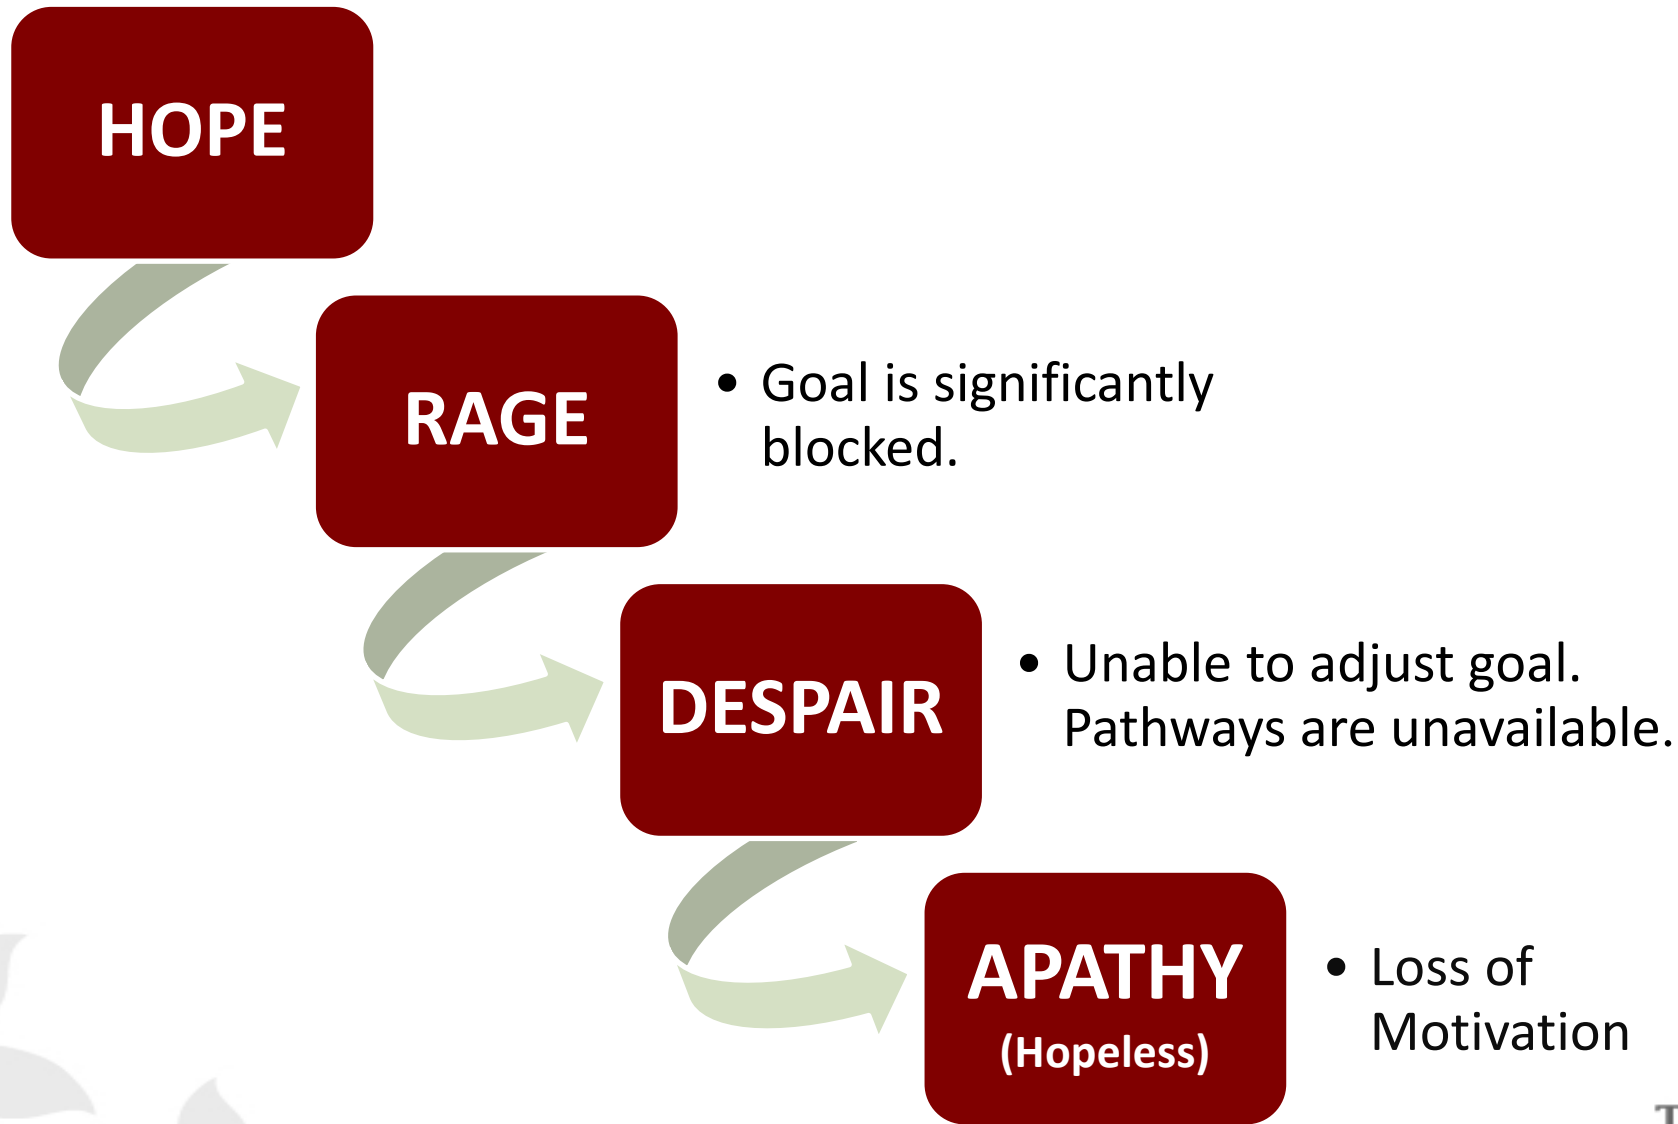 HOPE
RAGE
• Goal is significantly
blocked.
DESPAIR
• Unable to adjust goal.
Pathways are unavailable.
APATHY
(Hopeless)
• Loss of
Motivation